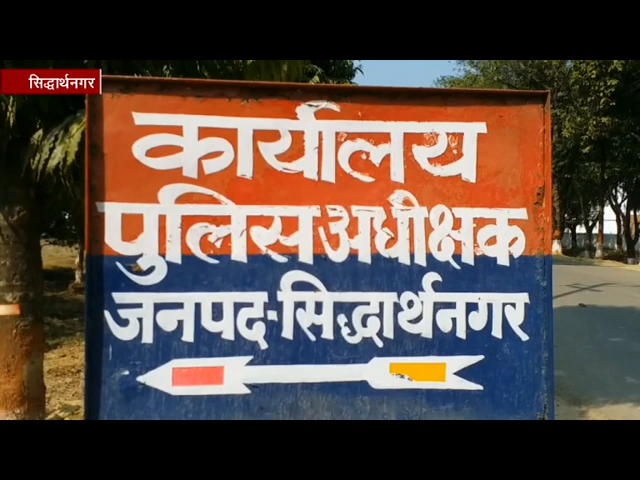 सिद्धार्थनगर
कार्यालय
पुलिस अधीक्षक
जनपद-सिद्धार्थनगर